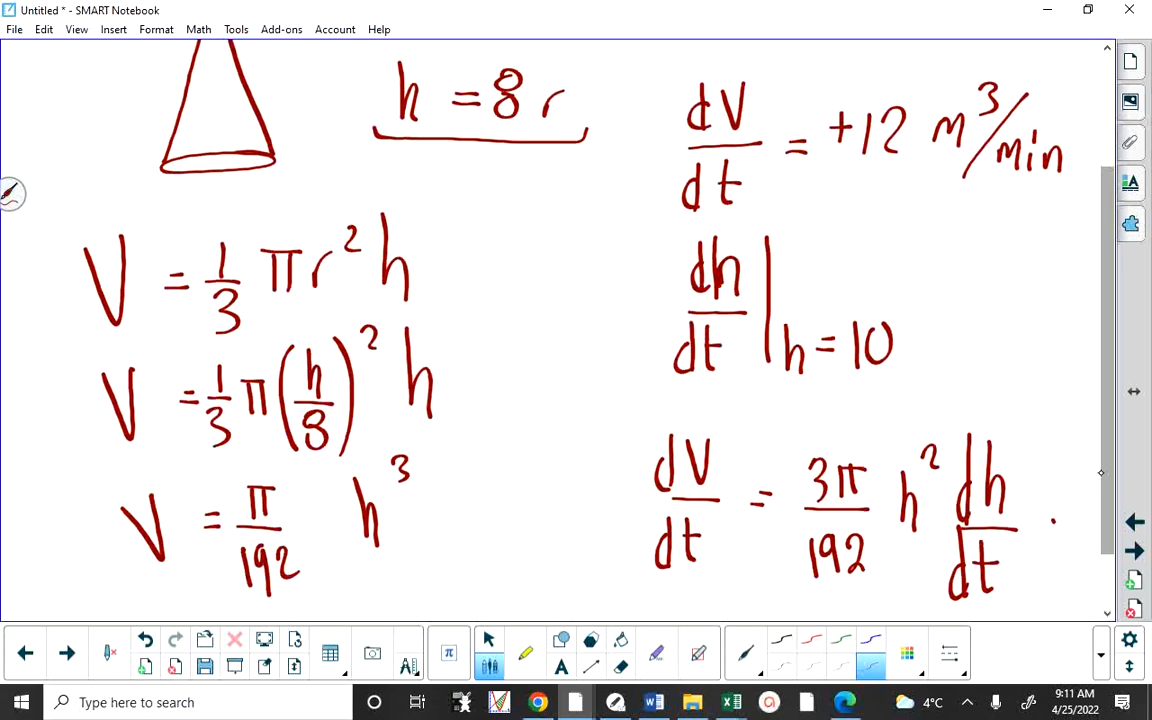 Untitled * - SMART Notebook
File Edit View Insert Format Math Tools Add-ons Account Help
h = 8r
dV/dt = +12 m³/min
V = 1/3 πr²h
dh/dt | h = 10
V = 1/3 π(h/8)² h
V = π/192 h³
dV/dt = 3π/192 h² dh/dt .
π
A
Type here to search
4°C
9:11 AM
4/25/2022